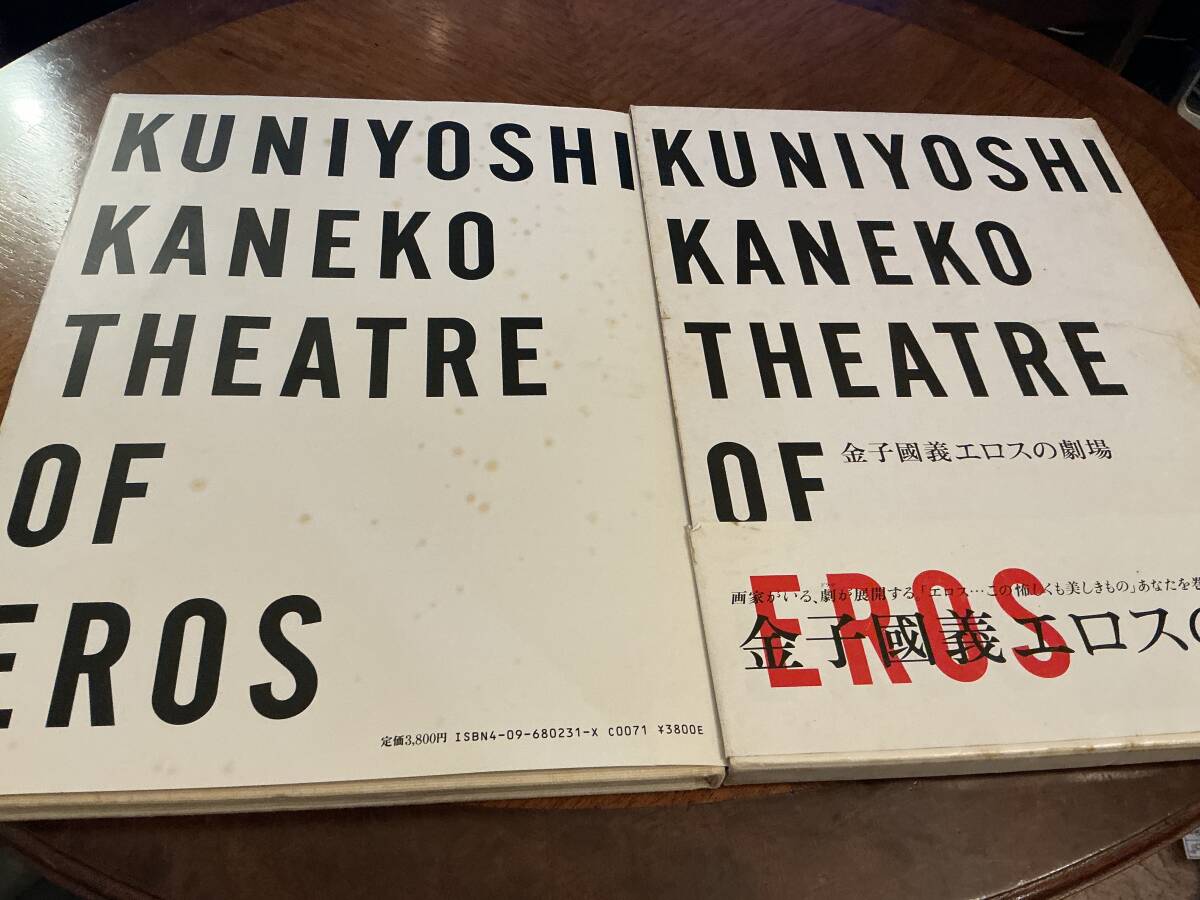 KUNIYOSHI
KANEKO
THEATRE
OF
EROS
定価3,800円 ISBN4-09-680231-X C0071 ¥3800E
KUNIYOSHI
KANEKO
THEATRE
OF
金子國義エロスの劇場
EROS
画家がいる、劇が展開する。「エロス…この怖しくも美しきもの」あなたを
金子國義エロスの